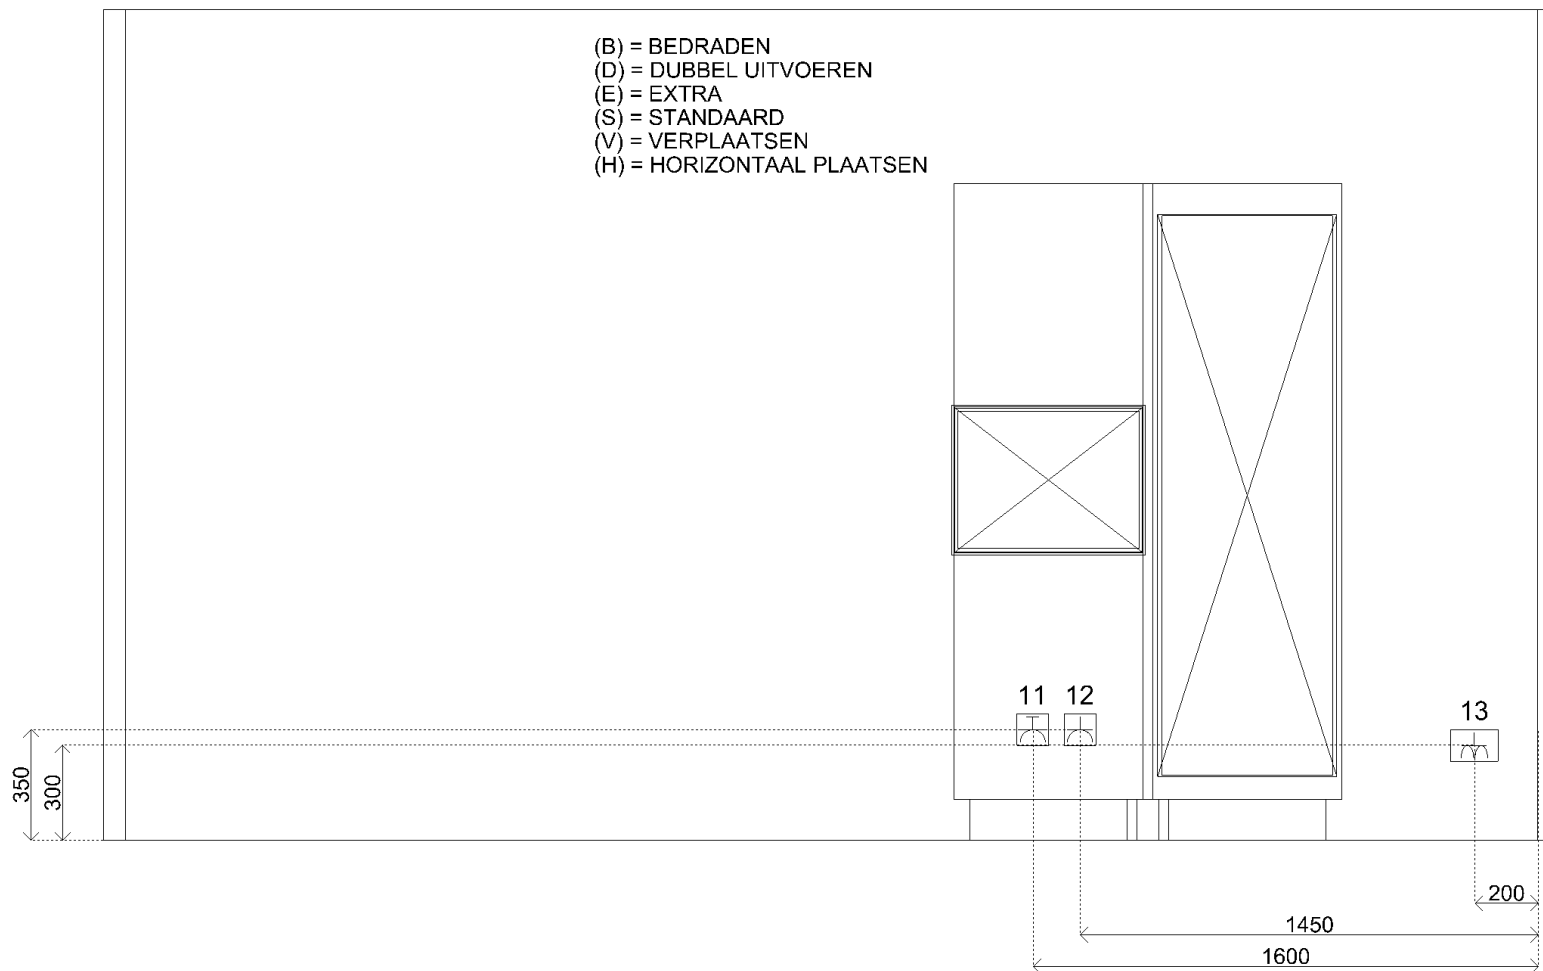 (B) = BEDRADEN
(D) = DUBBEL UITVOEREN
(E) = EXTRA
(S) = STANDAARD
(V) = VERPLAATSEN
(H) = HORIZONTAAL PLAATSEN
11 12
13
350
300
200
1450
1600